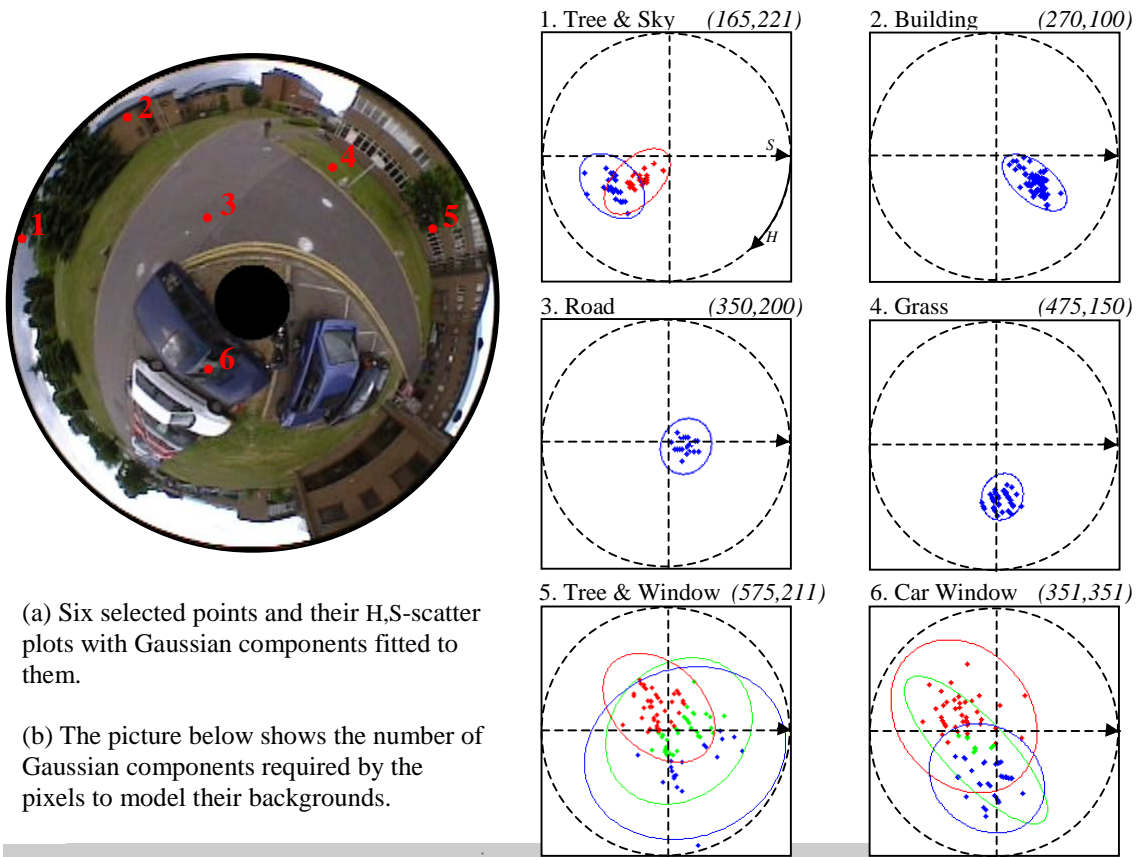 1. Tree & Sky (165,221)
2. Building (270,100)
S
H
1
2
3
4
5
6
3. Road (350,200)
4. Grass (475,150)
5. Tree & Window (575,211)
6. Car Window (351,351)
(a) Six selected points and their H,S-scatter
plots with Gaussian components fitted to
them.
(b) The picture below shows the number of
Gaussian components required by the
pixels to model their backgrounds.